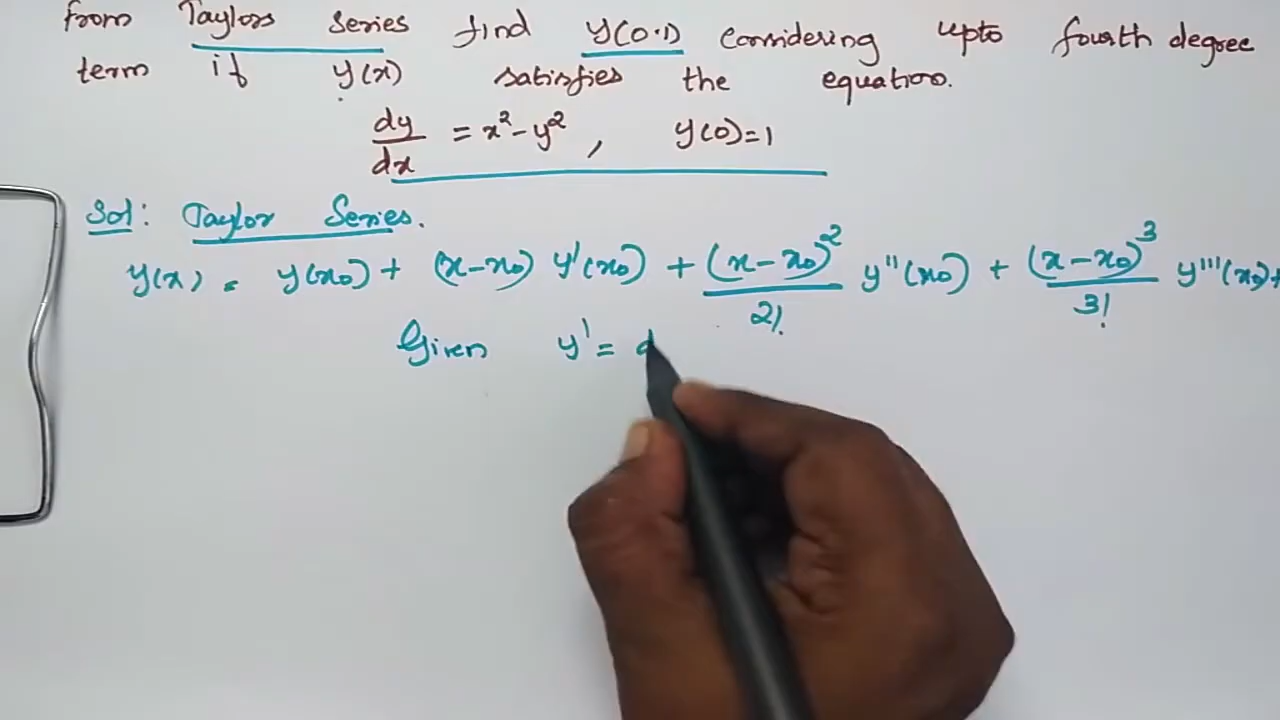 from Taylors Series find y(0.1) considering upto fourth degree
term if y(x) satisfies the equation.
dy/dx = x² - y² , y(0)=1
Sol: Taylor Series.
y(x) = y(x₀) + (x-x₀) y'(x₀) + (x-x₀)²/2! y''(x₀) + (x-x₀)³/3! y'''(x₀)+
Given y' = d